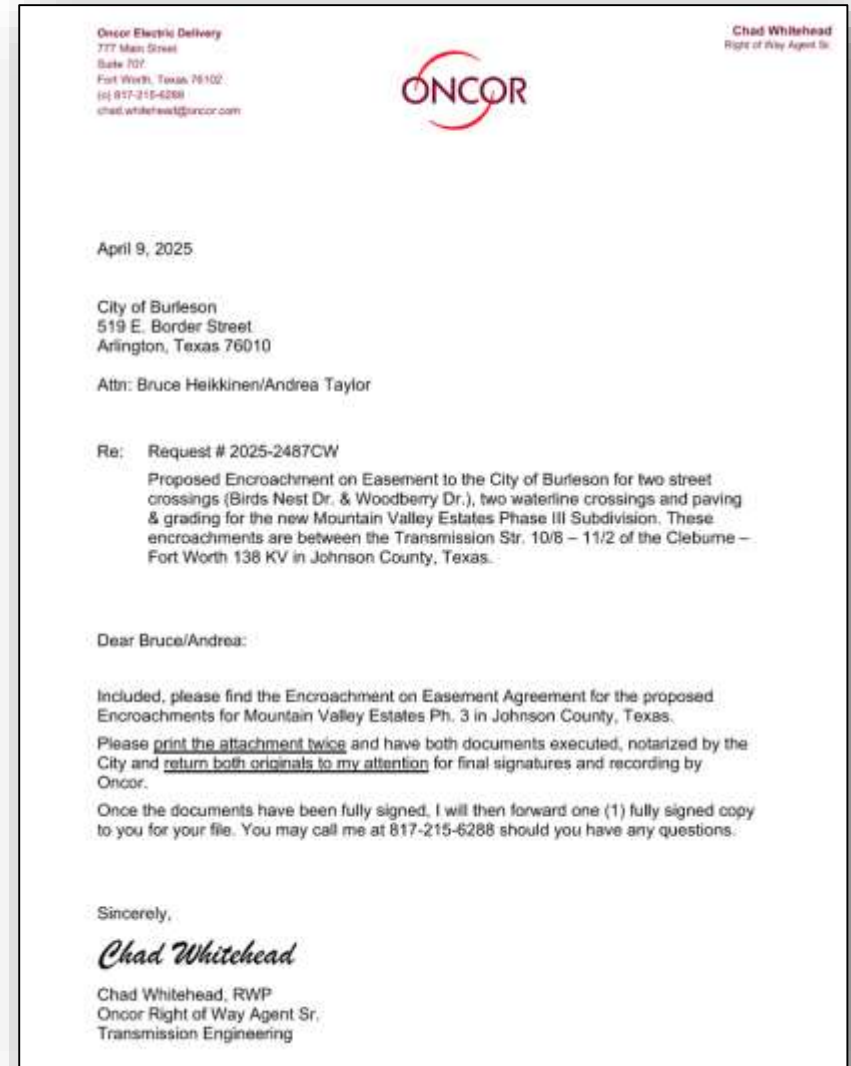 Oncor Electric Delivery
777 Main Street
Suite 707
Fort Worth, Texas 76102
(o) 817-215-6288
chad.whitehead@oncor.com
Chad Whitehead
Right of Way Agent Sr.
ONCOR
April 9, 2025
City of Burleson
519 E. Border Street
Arlington, Texas 76010
Attn: Bruce Heikkinen/Andrea Taylor
Re: Request # 2025-2487CW
Proposed Encroachment on Easement to the City of Burleson for two street
crossings (Birds Nest Dr. & Woodberry Dr.), two waterline crossings and paving
& grading for the new Mountain Valley Estates Phase III Subdivision. These
encroachments are between the Transmission Str. 10/8 – 11/2 of the Cleburne –
Fort Worth 138 KV in Johnson County, Texas.
Dear Bruce/Andrea:
Included, please find the Encroachment on Easement Agreement for the proposed
Encroachments for Mountain Valley Estates Ph. 3 in Johnson County, Texas.
Please print the attachment twice and have both documents executed, notarized by the
City and return both originals to my attention for final signatures and recording by
Oncor.
Once the documents have been fully signed, I will then forward one (1) fully signed copy
to you for your file. You may call me at 817-215-6288 should you have any questions.
Sincerely,
Chad Whitehead
Chad Whitehead, RWP
Oncor Right of Way Agent Sr.
Transmission Engineering